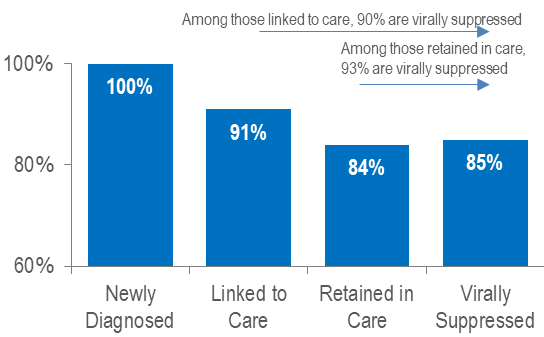 Among those linked to care, 90% are virally suppressed
Among those retained in care,
93% are virally suppressed
100%
80%
60%
100%
91%
84%
85%
Newly
Diagnosed
Linked to
Care
Retained in
Care
Virally
Suppressed